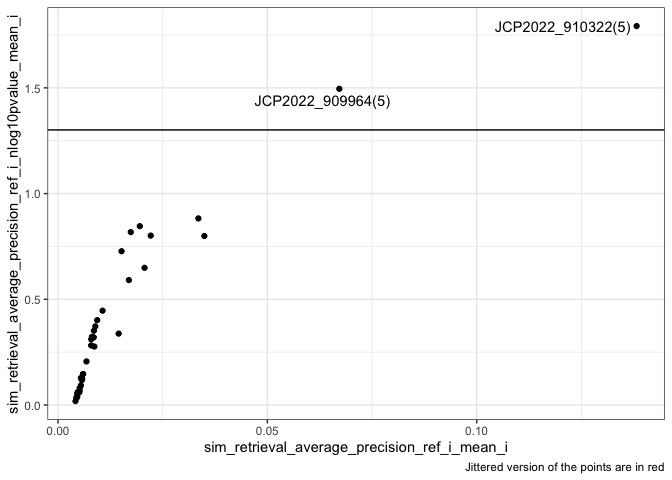 sim_retrieval_average_precision_ref_i_nlog10pvalue_mean_i
JCP2022_910322(5)
1.5
JCP2022_909964(5)
1.0
0.5
0.0
0.00
0.05
0.10
sim_retrieval_average_precision_ref_i_mean_i
Jittered version of the points are in red